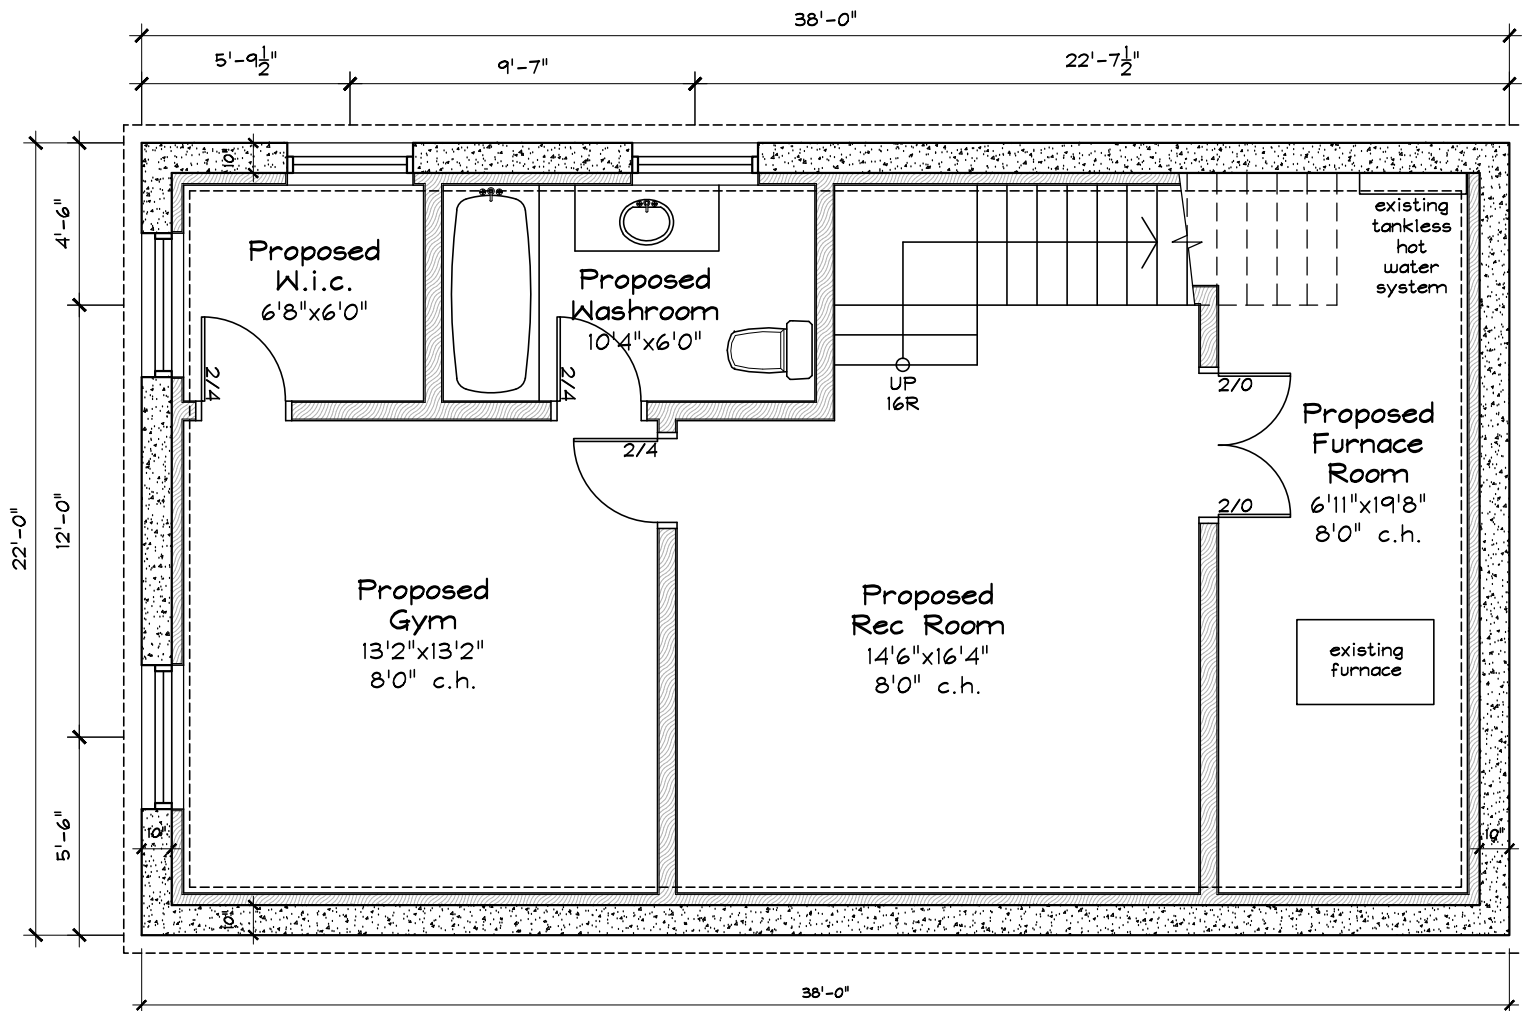 38'-0"
5'-9½"
9'-7"
22'-7½"
10"
4'-6"
12'-0"
22'-0"
5'-6"
Proposed
W.i.c.
6'8"x6'0"
2/4
Proposed
Washroom
10'4"x6'0"
2/4
UP
16R
existing
tankless
hot
water
system
2/4
2/0
2/0
Proposed
Furnace
Room
6'11"x19'8"
8'0" c.h.
Proposed
Gym
13'2"x13'2"
8'0" c.h.
Proposed
Rec Room
14'6"x16'4"
8'0" c.h.
existing
furnace
10"
10"
10"
38'-0"